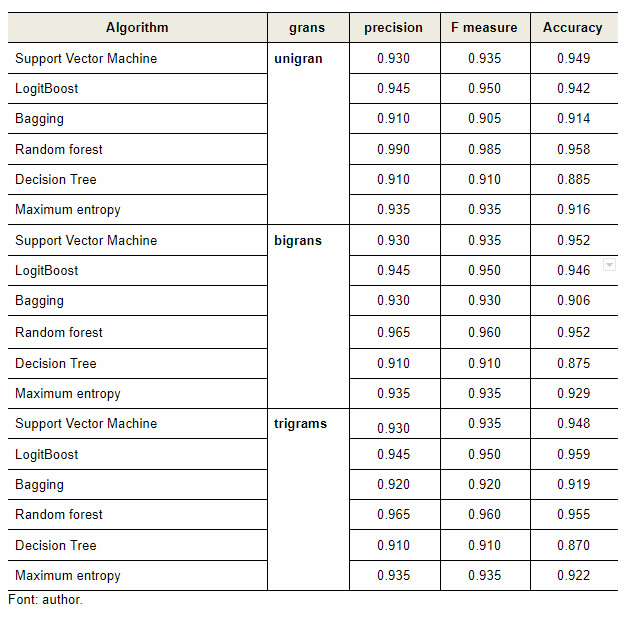 Algorithm grans precision F measure Accuracy
Support Vector Machine unigran 0.930 0.935 0.949
LogitBoost 0.945 0.950 0.942
Bagging 0.910 0.905 0.914
Random forest 0.990 0.985 0.958
Decision Tree 0.910 0.910 0.885
Maximum entropy 0.935 0.935 0.916
Support Vector Machine bigrans 0.930 0.935 0.952
LogitBoost 0.945 0.950 0.946
Bagging 0.930 0.930 0.906
Random forest 0.965 0.960 0.952
Decision Tree 0.910 0.910 0.875
Maximum entropy 0.935 0.935 0.929
Support Vector Machine trigrams 0.930 0.935 0.948
LogitBoost 0.945 0.950 0.959
Bagging 0.920 0.920 0.919
Random forest 0.965 0.960 0.955
Decision Tree 0.910 0.910 0.870
Maximum entropy 0.935 0.935 0.922
Font: author.